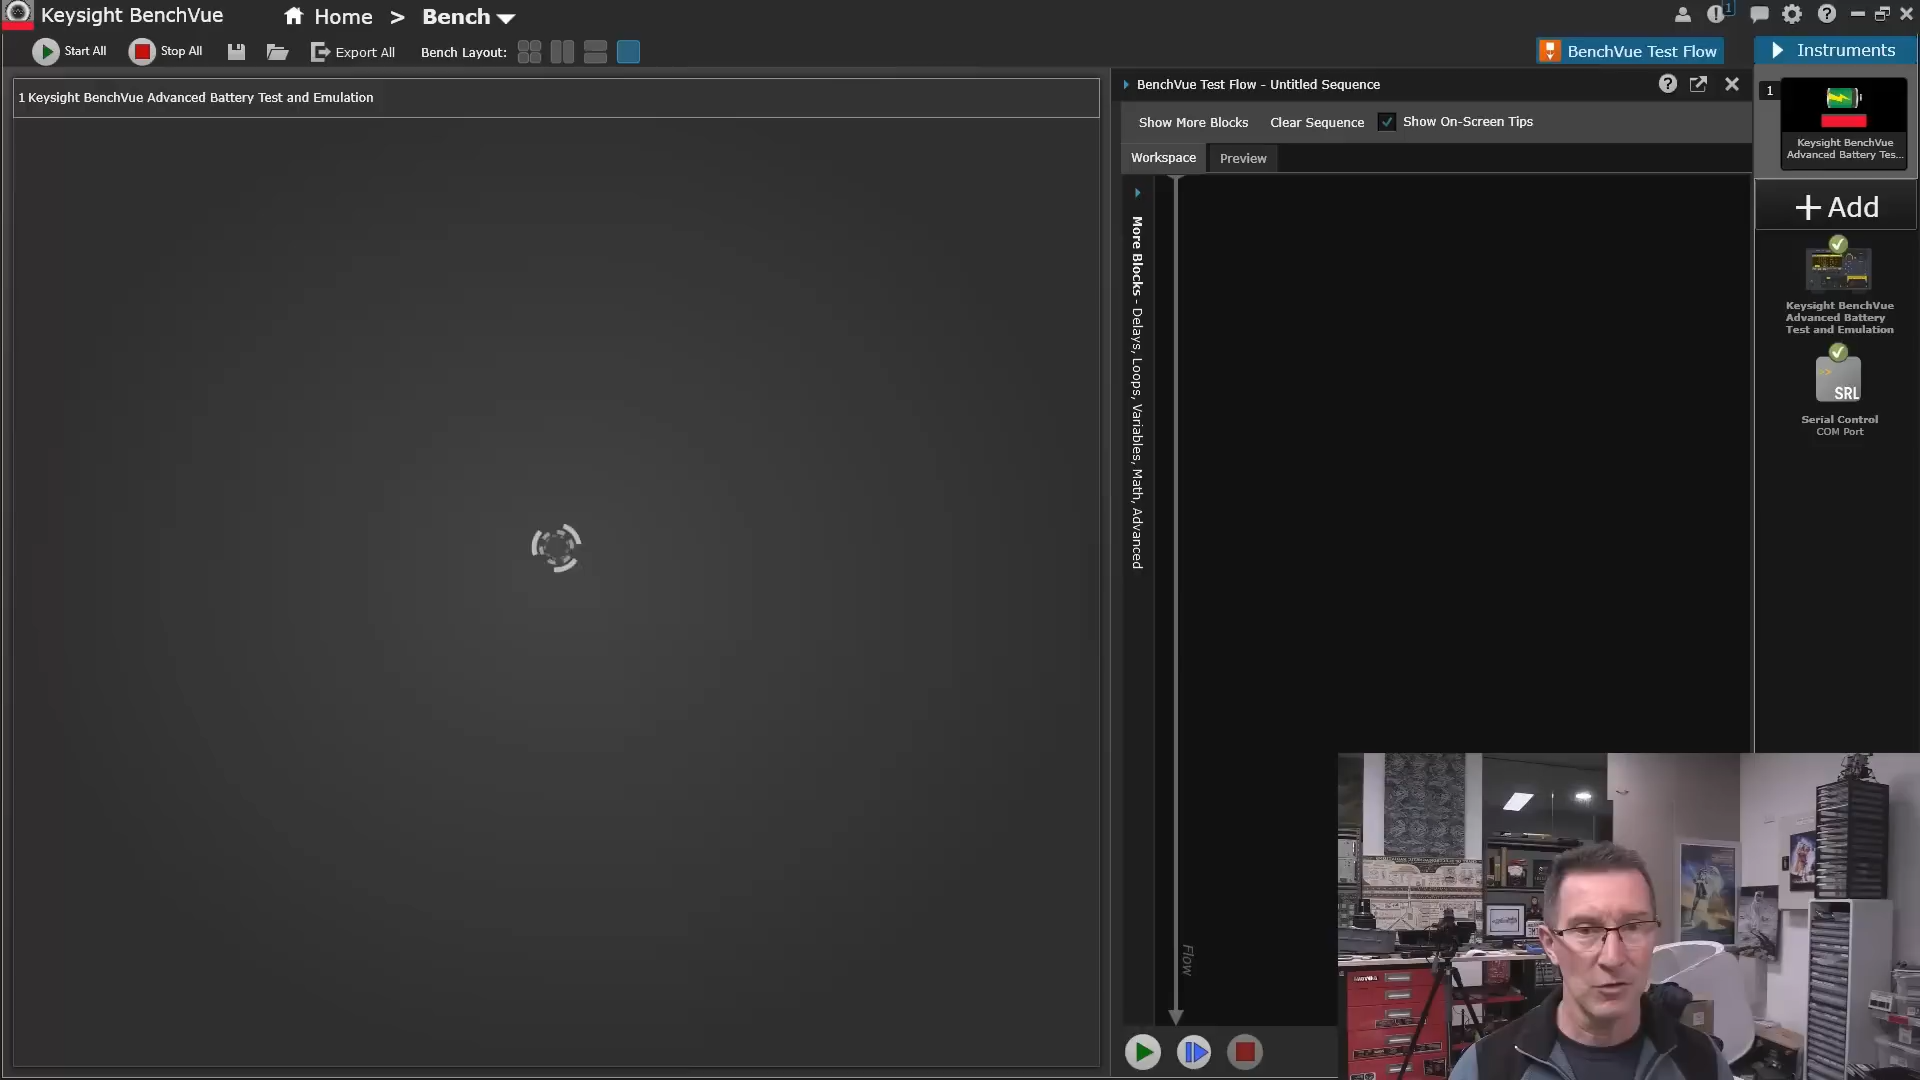 Keysight BenchVue
Home > Bench
1
Start All
Stop All
Export All
Bench Layout:
BenchVue Test Flow
Instruments
1 Keysight BenchVue Advanced Battery Test and Emulation
BenchVue Test Flow - Untitled Sequence
Show More Blocks
Clear Sequence
Show On-Screen Tips
Workspace
Preview
More Blocks - Delays, Loops, Variables, Math, Advanced
Flow
1
Keysight BenchVue
Advanced Battery Tes...
+ Add
Keysight BenchVue
Advanced Battery
Test and Emulation
>>
SRL
Serial Control
COM Port